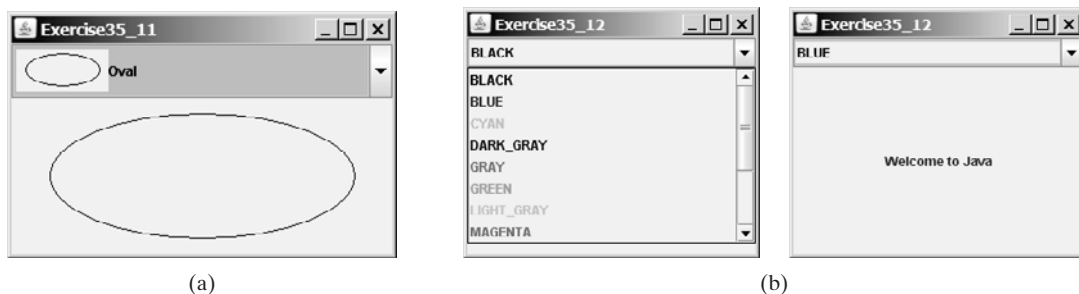 Exercise35_11
Oval
(a)
Exercise35_12
BLACK
BLACK
BLUE
CYAN
DARK_GRAY
GRAY
GREEN
LIGHT_GRAY
MAGENTA
Exercise35_12
BLUE
Welcome to Java
(b)